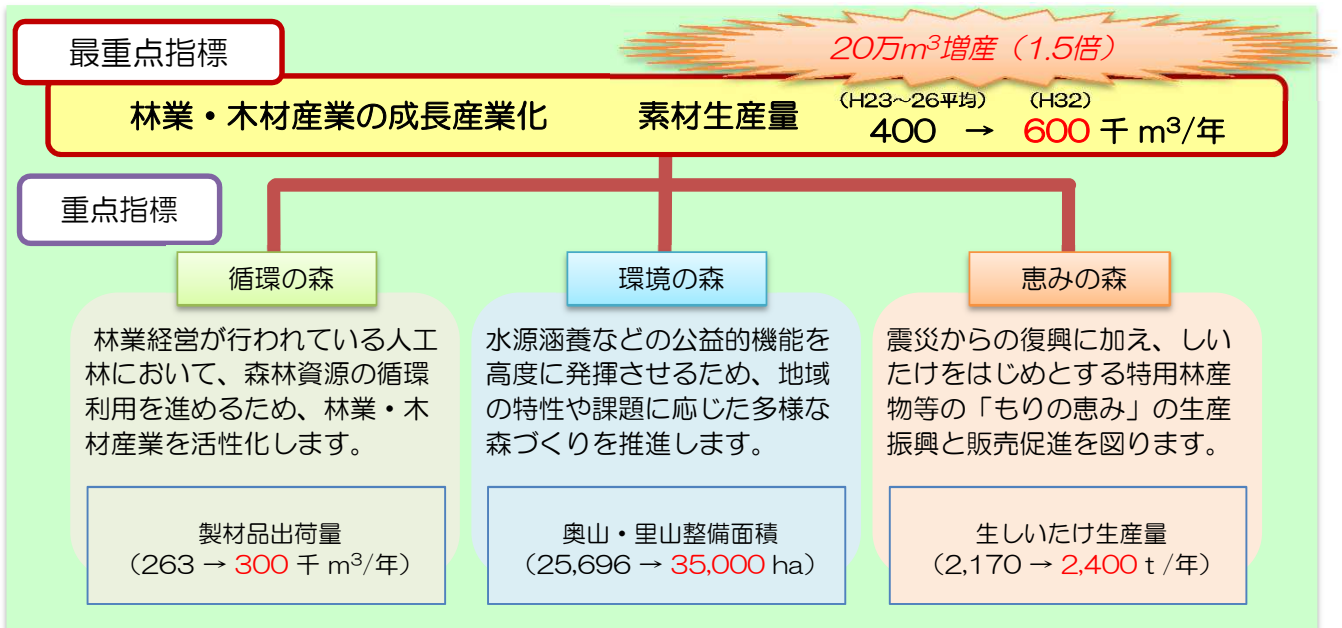 20万m³増産（1.5倍）
最重点指標
林業・木材産業の成長産業化　素材生産量　（H23～26平均）400 → （H32）600 千 m³/年
重点指標
循環の森
林業経営が行われている人工
林において、森林資源の循環
利用を進めるため、林業・木
材産業を活性化します。
製材品出荷量
（263 → 300 千 m³/年）
環境の森
水源涵養などの公益的機能を
高度に発揮させるため、地域
の特性や課題に応じた多様な
森づくりを推進します。
奥山・里山整備面積
（25,696 → 35,000 ha）
恵みの森
震災からの復興に加え、しい
たけをはじめとする特用林産
物等の「もりの恵み」の生産
振興と販売促進を図ります。
生しいたけ生産量
（2,170 → 2,400 t /年）